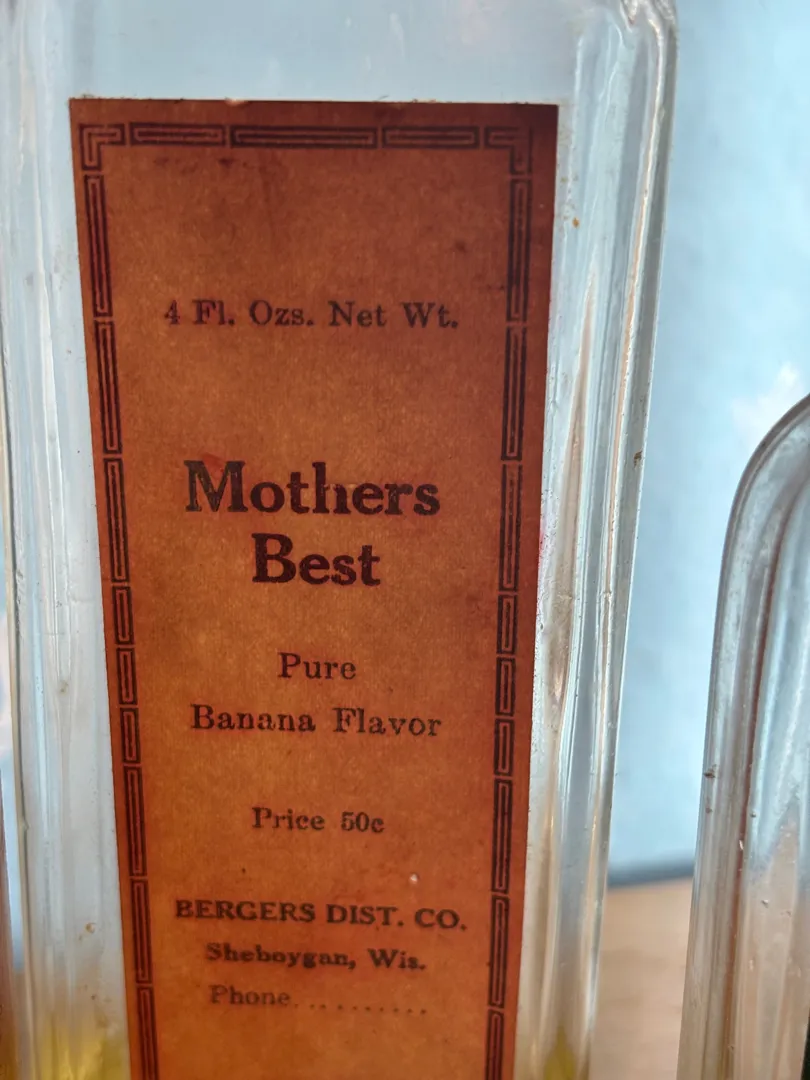 4 Fl. Ozs. Net Wt.
Mothers
Best
Pure
Banana Flavor
Price 50c
BERGERS DIST. CO.
Sheboygan, Wis.
Phone..........